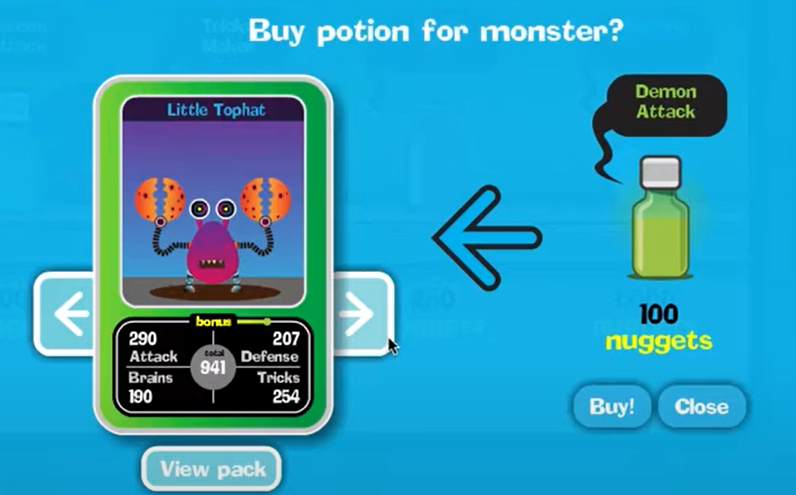 Buy potion for monster?
Little Tophat
Demon
Attack
bonus
290
207
Attack
Defense
total
941
Brains
Tricks
190
254
100
nuggets
Buy!
Close
View pack